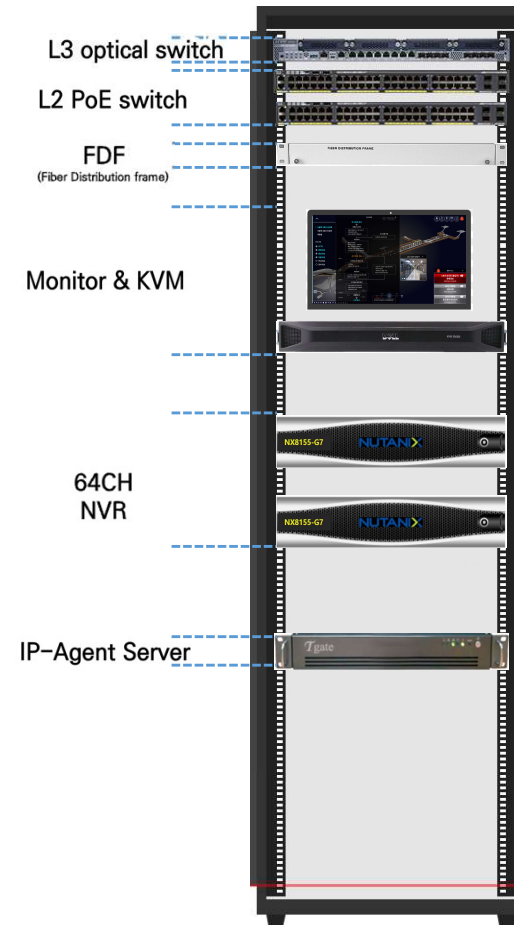 L3 optical switch
L2 PoE switch
FDF
(Fiber Distribution frame)
FIBER DISTRIBUTION FRAME
Monitor & KVM
DELL
NX8155-G7
NUTANIX
64CH
NVR
NX8155-G7
NUTANIX
IP-Agent Server
Tgate